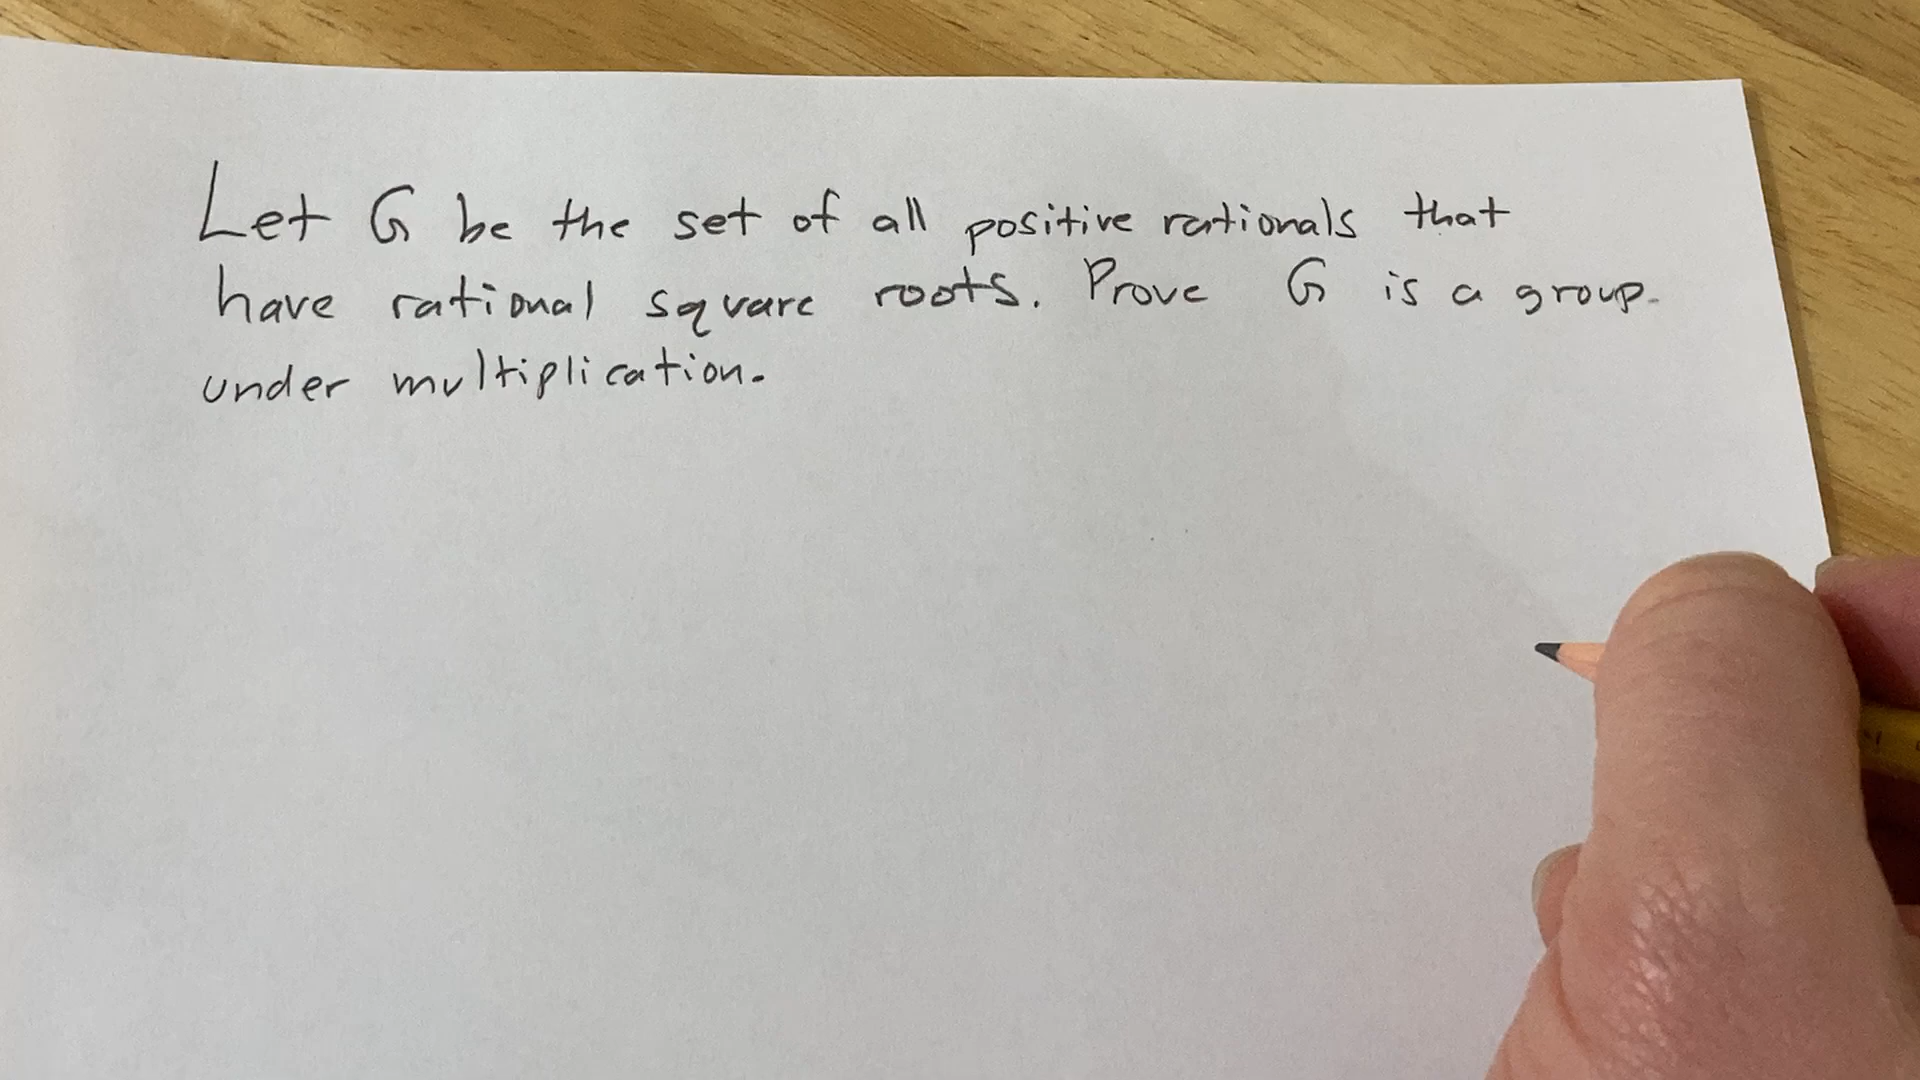 Let G be the set of all positive rationals that
have rational square roots. Prove G is a group
under multiplication.